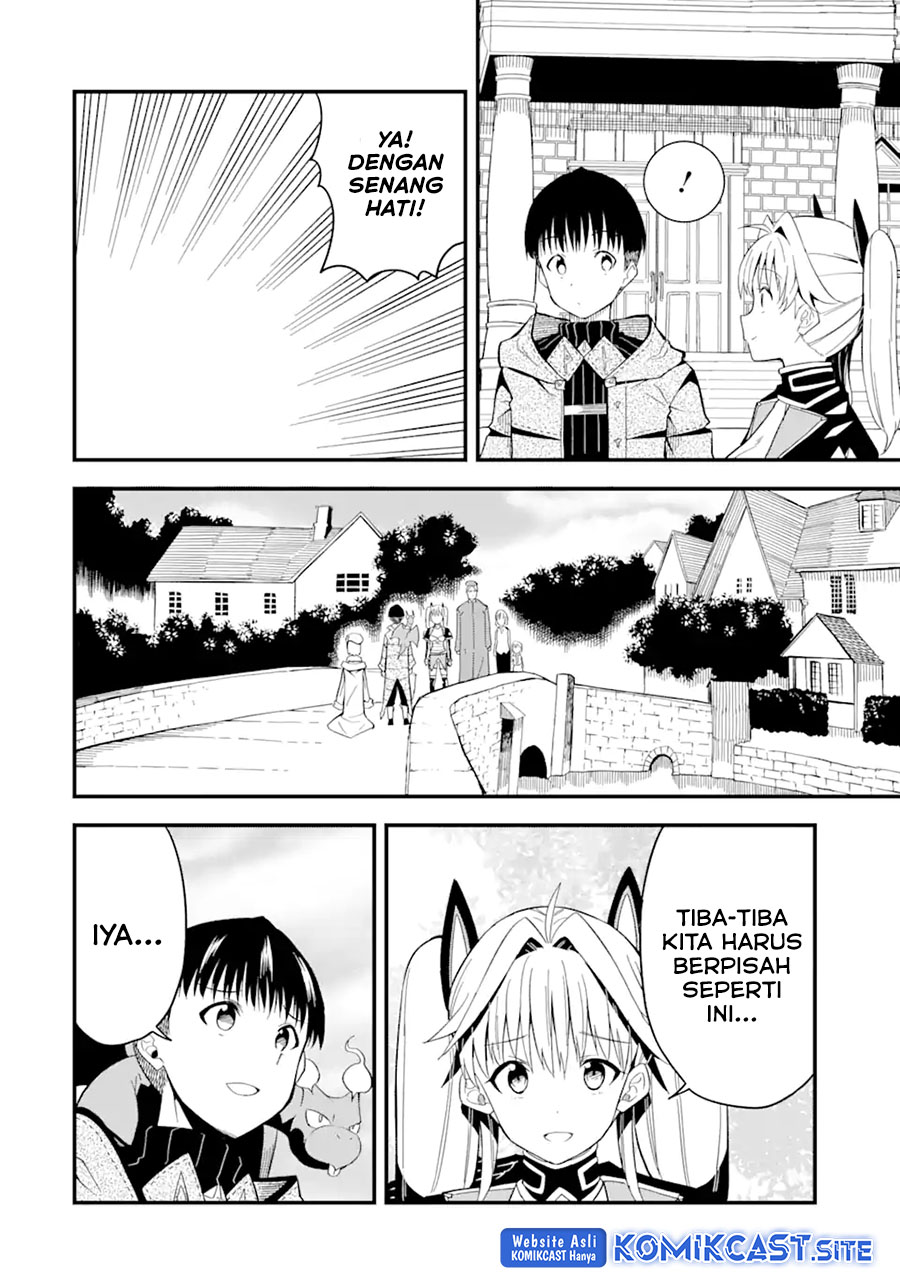 !
YA!
DENGAN
SENANG
HATI!
TIBA-TIBA
KITA HARUS
BERPISAH
SEPERTI
INI...
IYA...
Website Asli
KOMIKCAST Hanya
KOMIKCAST.SITE